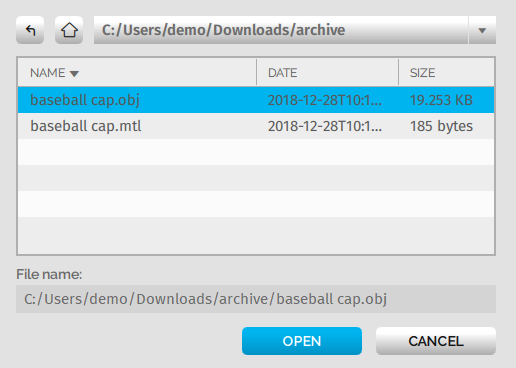 C:/Users/demo/Downloads/archive
NAME DATE SIZE
baseball cap.obj 2018-12-28T10:1... 19.253 KB
baseball cap.mtl 2018-12-28T10:1... 185 bytes
File name:
C:/Users/demo/Downloads/archive/baseball cap.obj
OPEN CANCEL